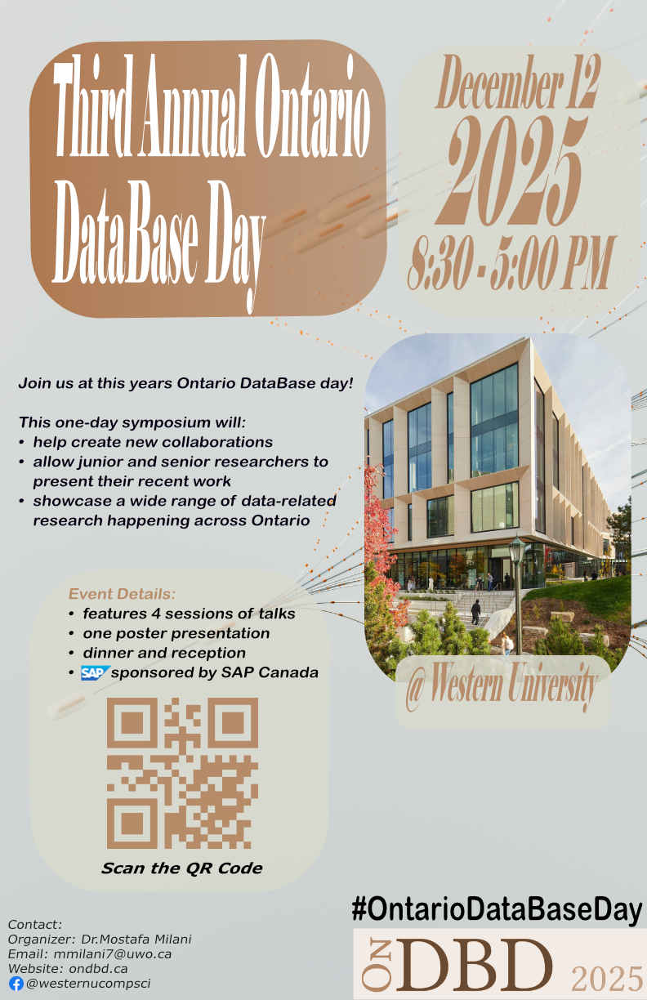 Third Annual Ontario
DataBase Day
December 12
2025
8:30 - 5:00 PM
Join us at this years Ontario DataBase day!
This one-day symposium will:
• help create new collaborations
• allow junior and senior researchers to
present their recent work
• showcase a wide range of data-related
research happening across Ontario
Event Details:
• features 4 sessions of talks
• one poster presentation
• dinner and reception
• SAP sponsored by SAP Canada
@ Western University
Scan the QR Code
Contact:
Organizer: Dr.Mostafa Milani
Email: mmilani7@uwo.ca
Website: ondbd.ca
@westernucompsci
#OntarioDataBaseDay
ON DBD 2025